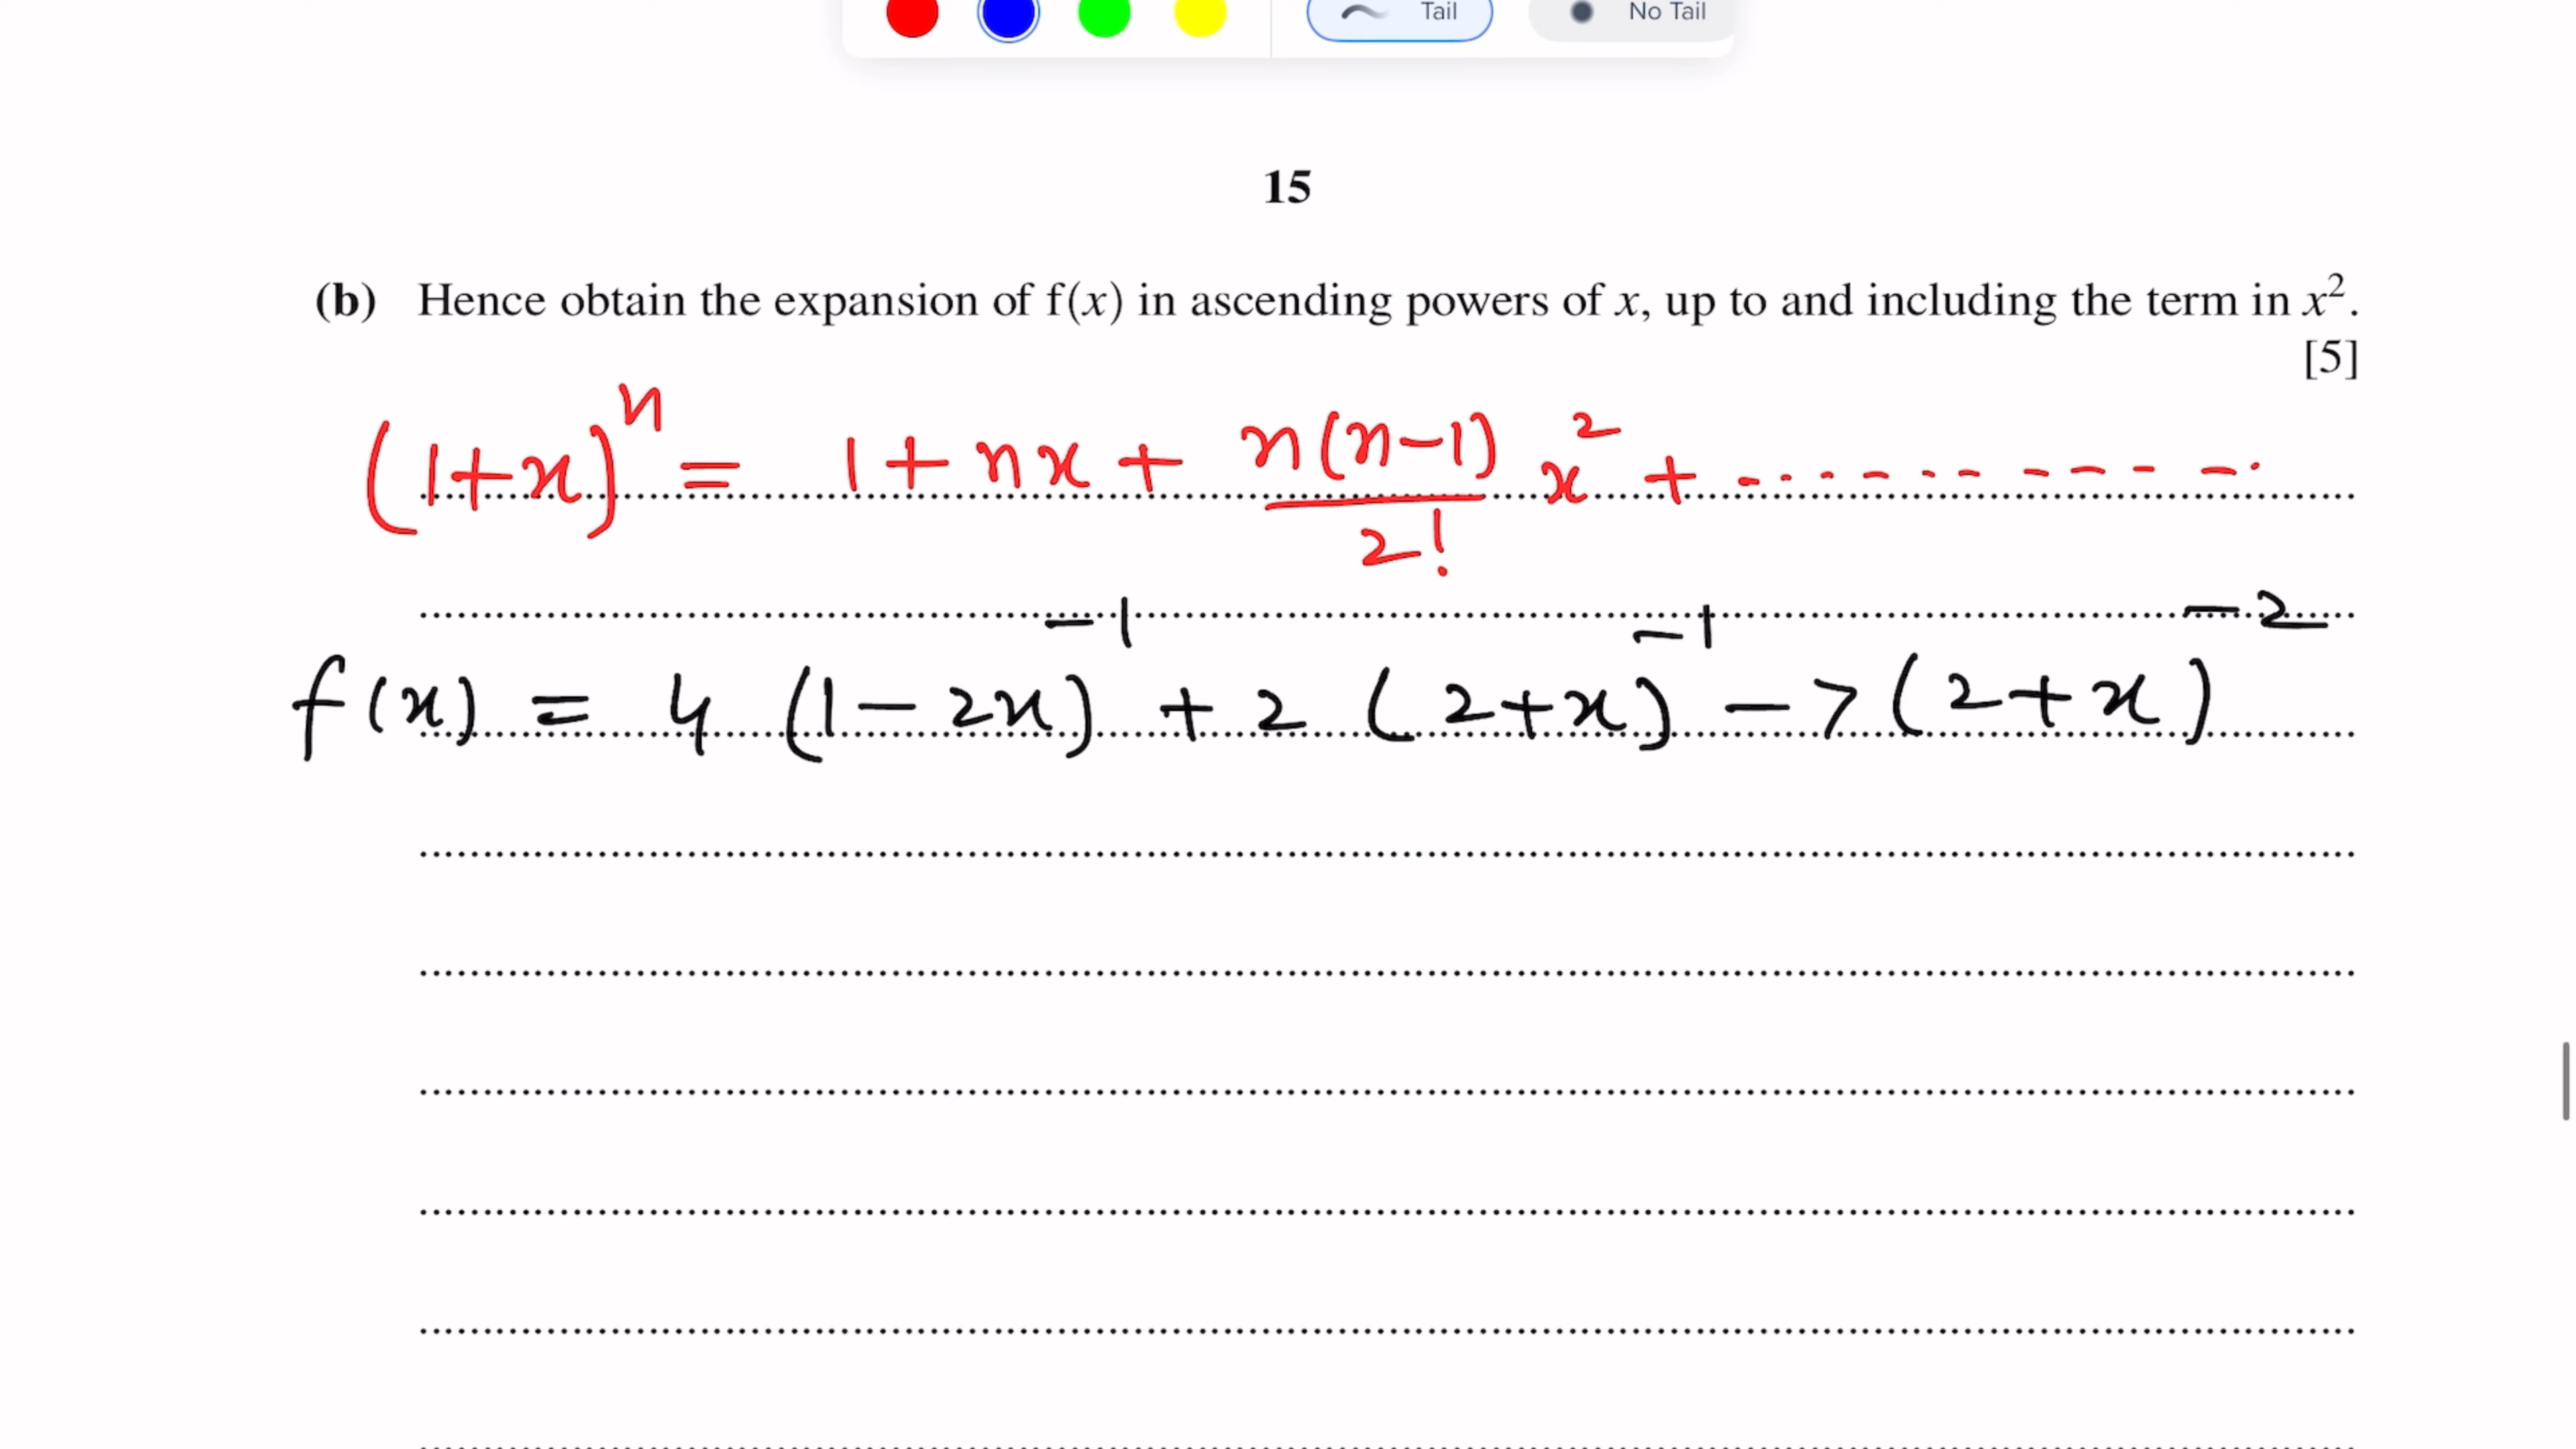 Tail No Tail
15
(b) Hence obtain the expansion of f(x) in ascending powers of x, up to and including the term in x².
[5]
(1+x)ⁿ = 1 + nx + n(n-1)/2! x² + ...........
f(x) = 4 (1-2x)⁻¹ + 2 (2+x)⁻¹ - 7 (2+x)⁻²